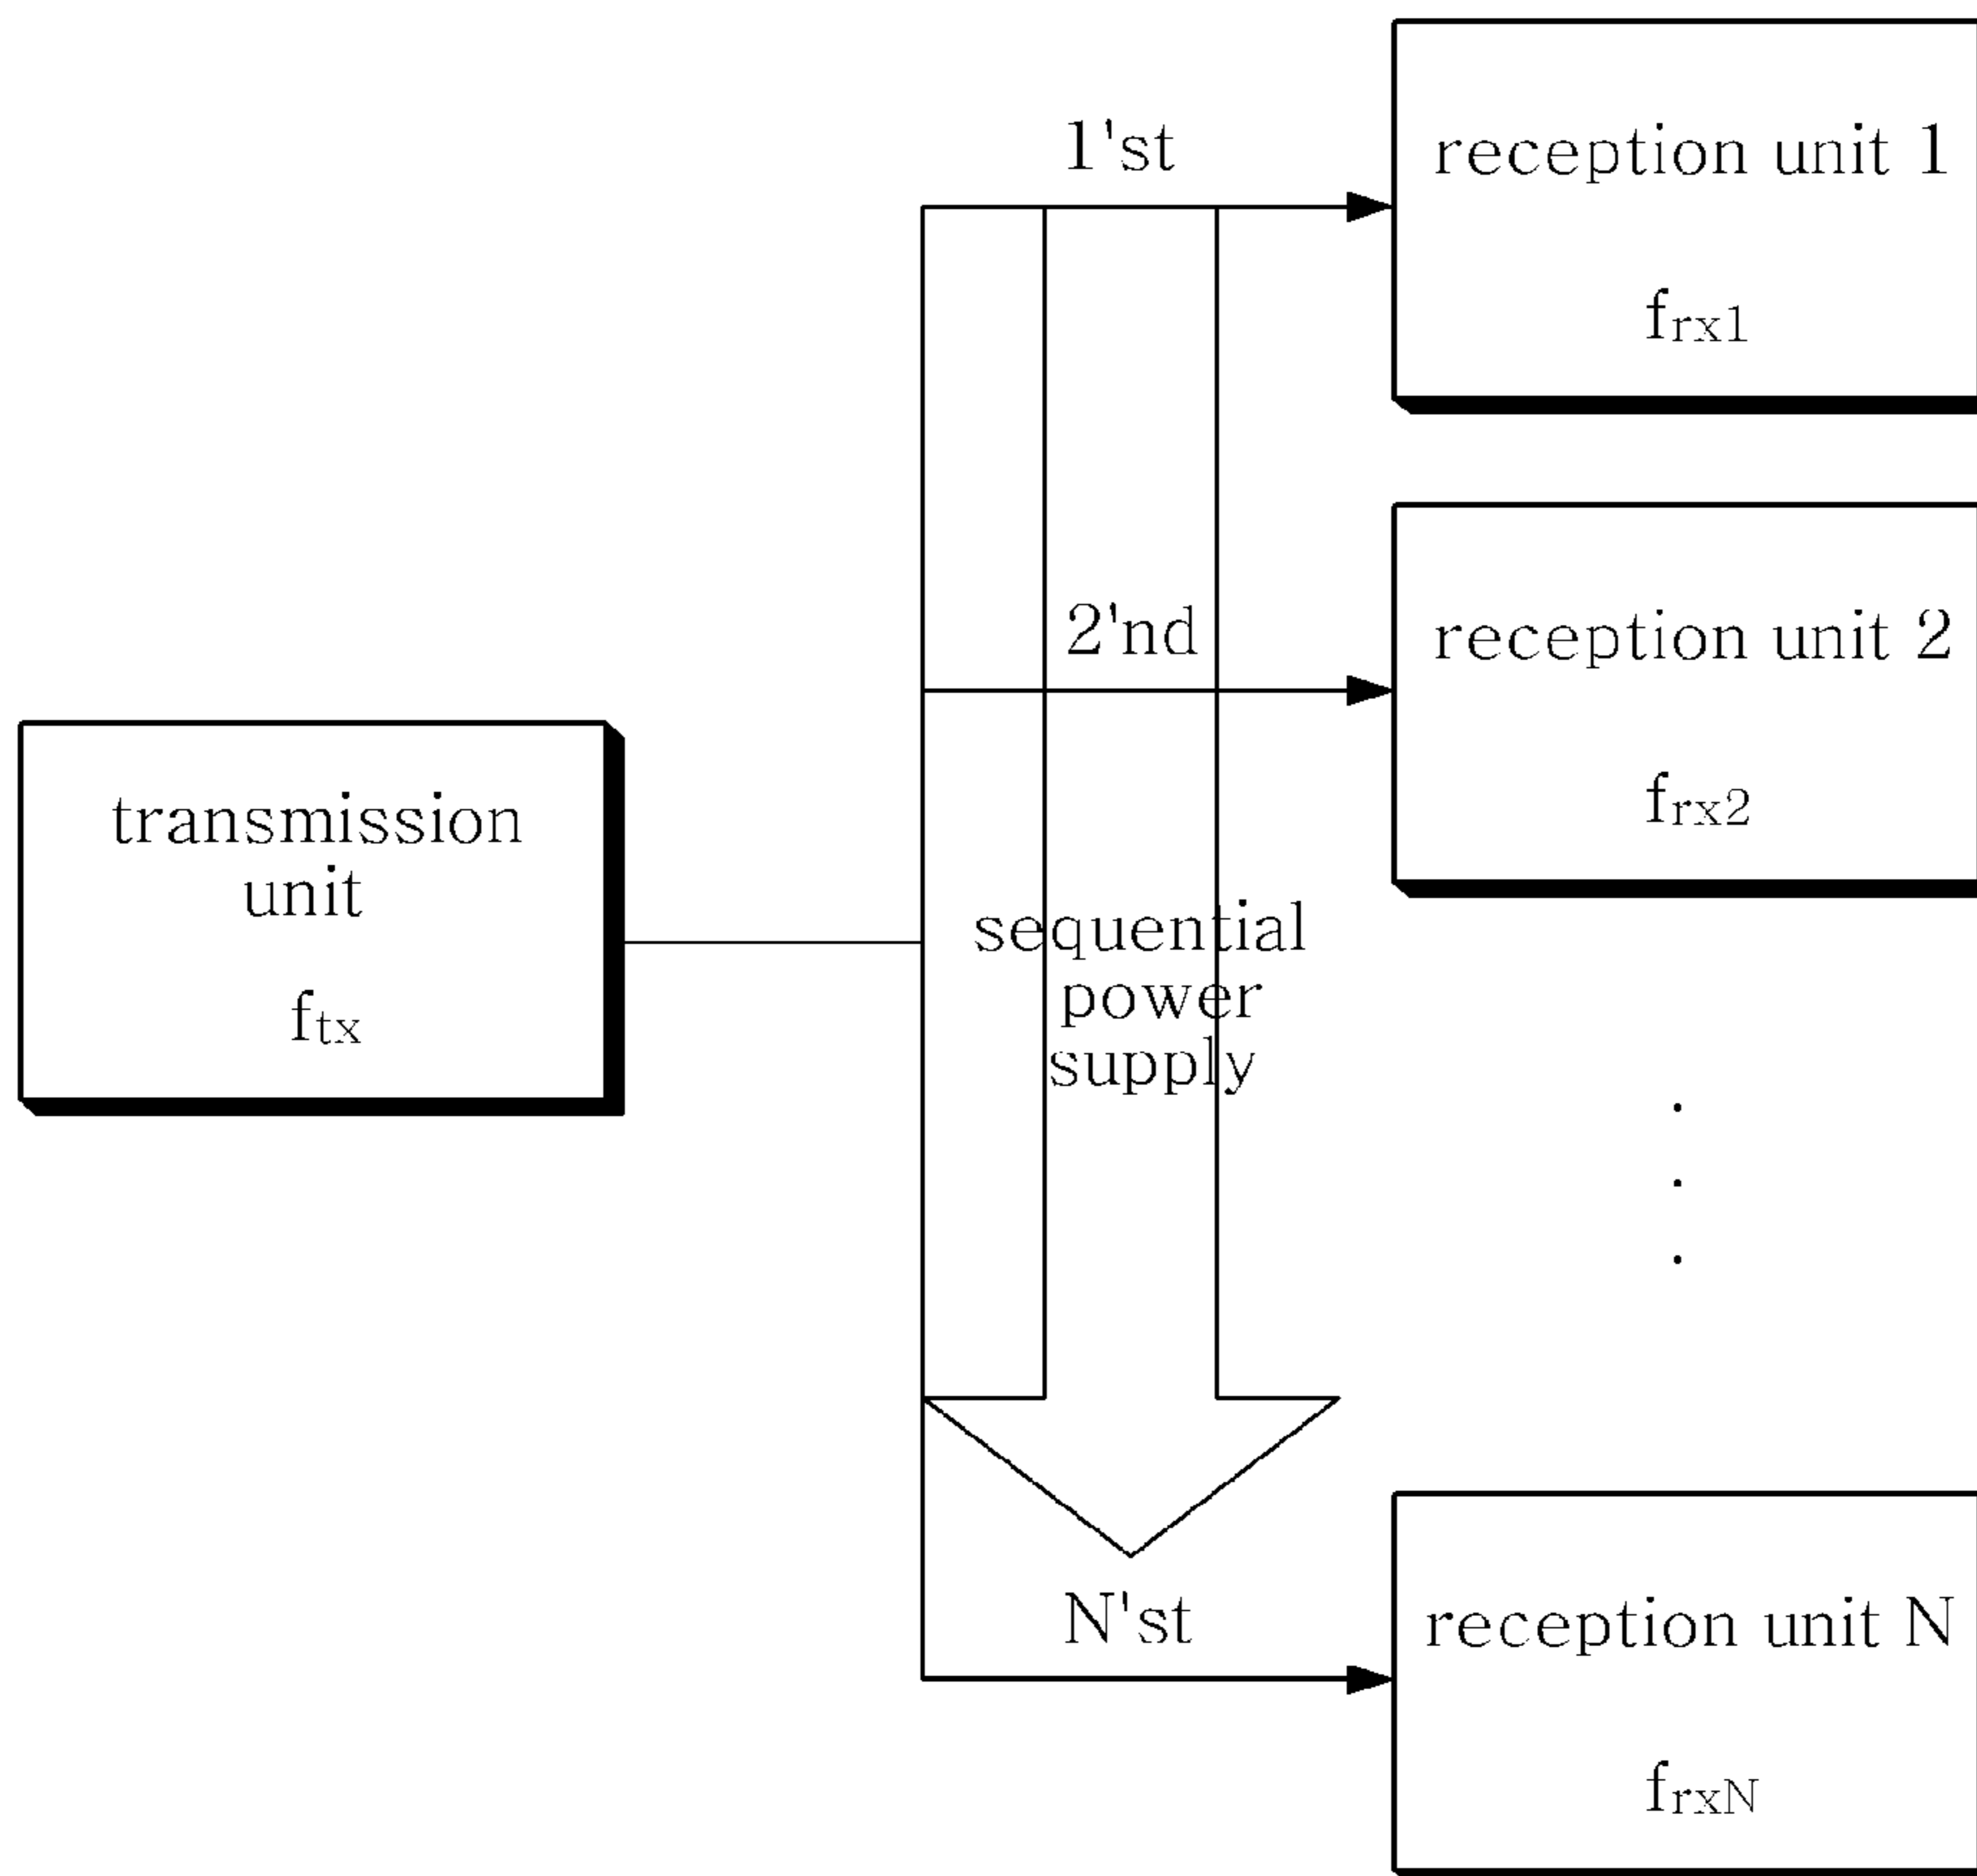 1'st
reception unit 1
frx1
2'nd
reception unit 2
frx2
transmission
unit
ftx
sequential
power
supply
.
.
.
N'st
reception unit N
frxN